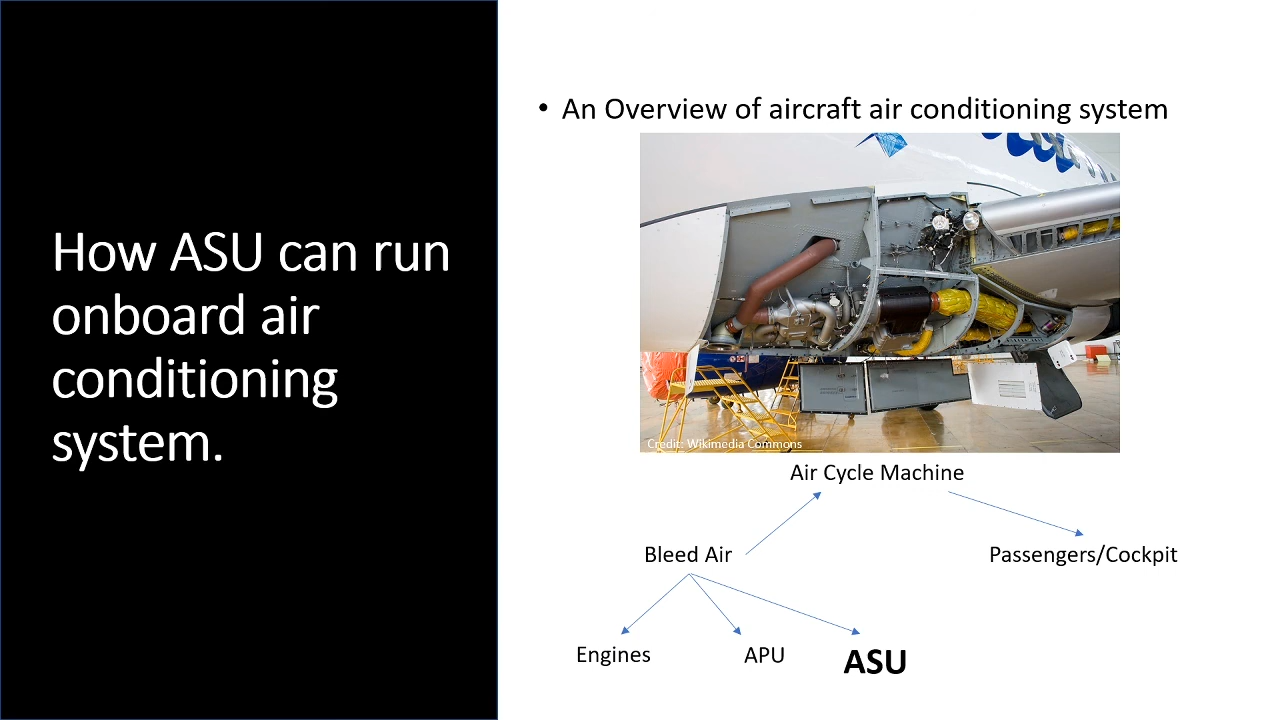 How ASU can run
onboard air
conditioning
system.
• An Overview of aircraft air conditioning system
Credit: Wikimedia Commons
Air Cycle Machine
Bleed Air
Passengers/Cockpit
Engines
APU
ASU